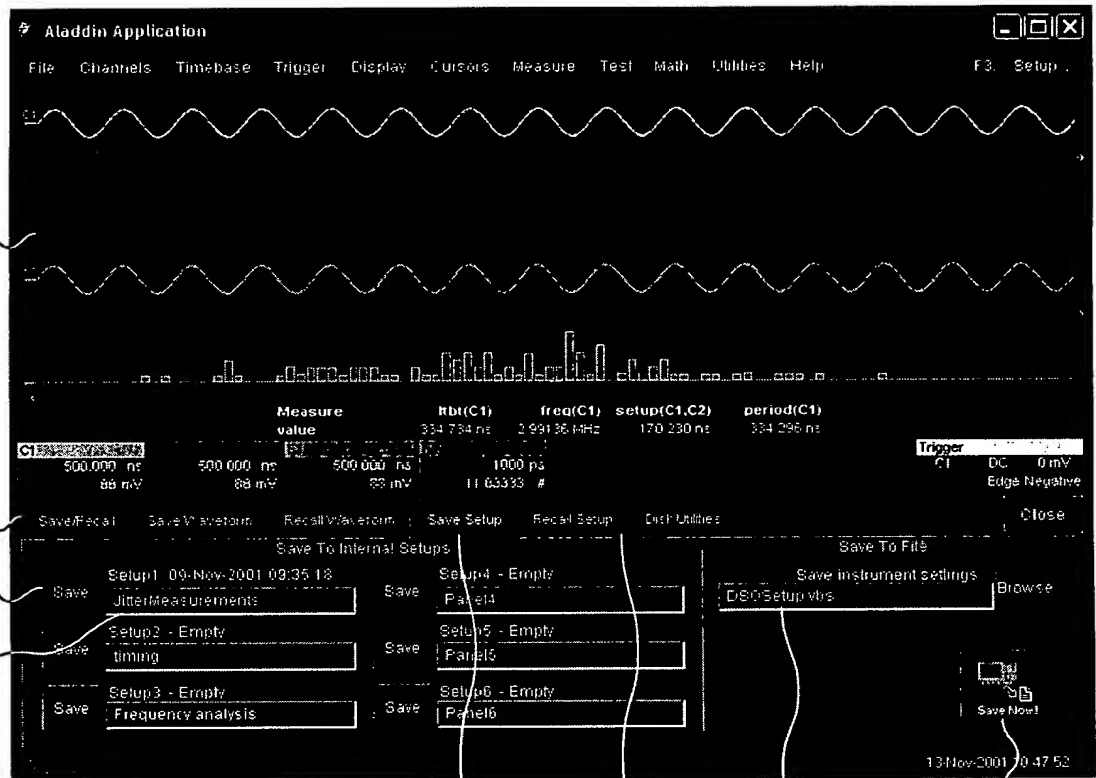 Aladdin Application
File Channels Timebase Trigger Display Cursors Measure Test Math Utilities Help F3. Setup...
C1
Measure ltbt(C1) freq(C1) setup(C1,C2) period(C1)
value 334.734 ns 2.99136 MHz 170.230 ns 334.296 ns
C1 Trigger
500.000 ns 500.000 ns 500.000 ns 1000 ps C1 DC 0 mV
88 mV 88 mV 88 mV 11.83333 # Edge Negative
Save/Recall Save Waveform Recall Waveform Save Setup Recall Setup Disk Utilities Close
Save To Internal Setups Save To File
Setup1 09-Nov-2001 09:35:18 Setup4 - Empty Save instrument settings
Save JitterMeasurements Save Panel4 DSOSetup.vbs Browse
Setup2 - Empty Setup5 - Empty
Save timing Save Panel5
Setup3 - Empty Setup6 - Empty
Save Frequency analysis Save Panel6 Save Now!
13-Nov-2001 10:47:52